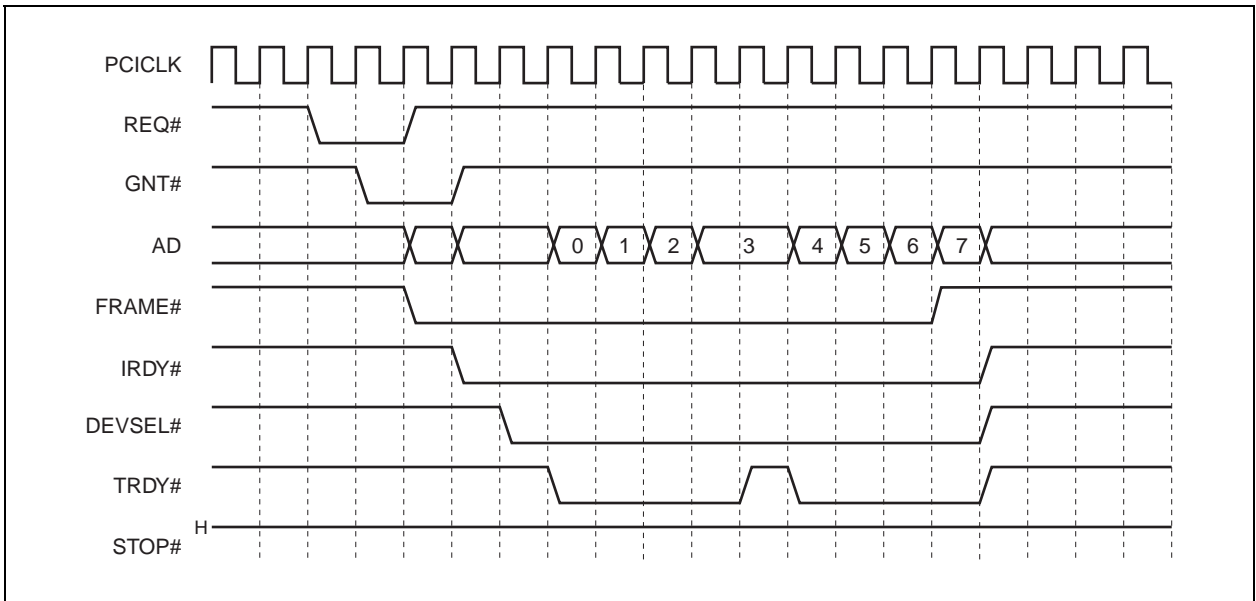 PCICLK
REQ#
GNT#
AD
0 1 2 3 4 5 6 7
FRAME#
IRDY#
DEVSEL#
TRDY#
H
STOP#